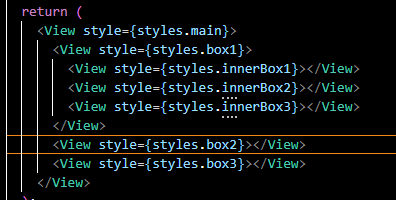 return (
<View style={styles.main}>
<View style={styles.box1}>
<View style={styles.innerBox1}></View>
<View style={styles.innerBox2}></View>
<View style={styles.innerBox3}></View>
</View>
<View style={styles.box2}></View>
<View style={styles.box3}></View>
</View>